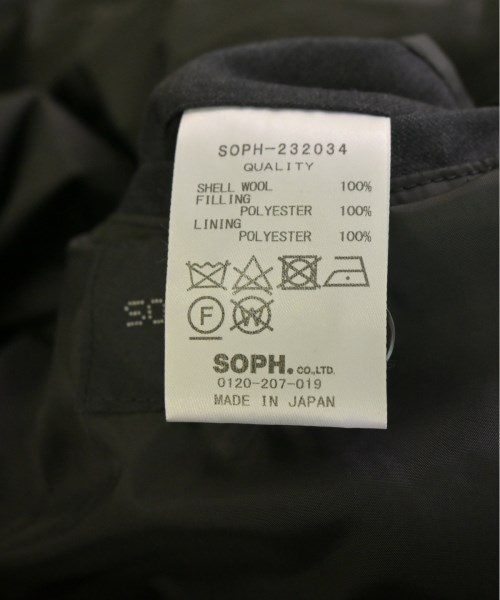 SOPH-232034
QUALITY
SHELL WOOL 100%
FILLING
POLYESTER 100%
LINING
POLYESTER 100%
F
W
SOPH. CO.,LTD.
0120-207-019
MADE IN JAPAN